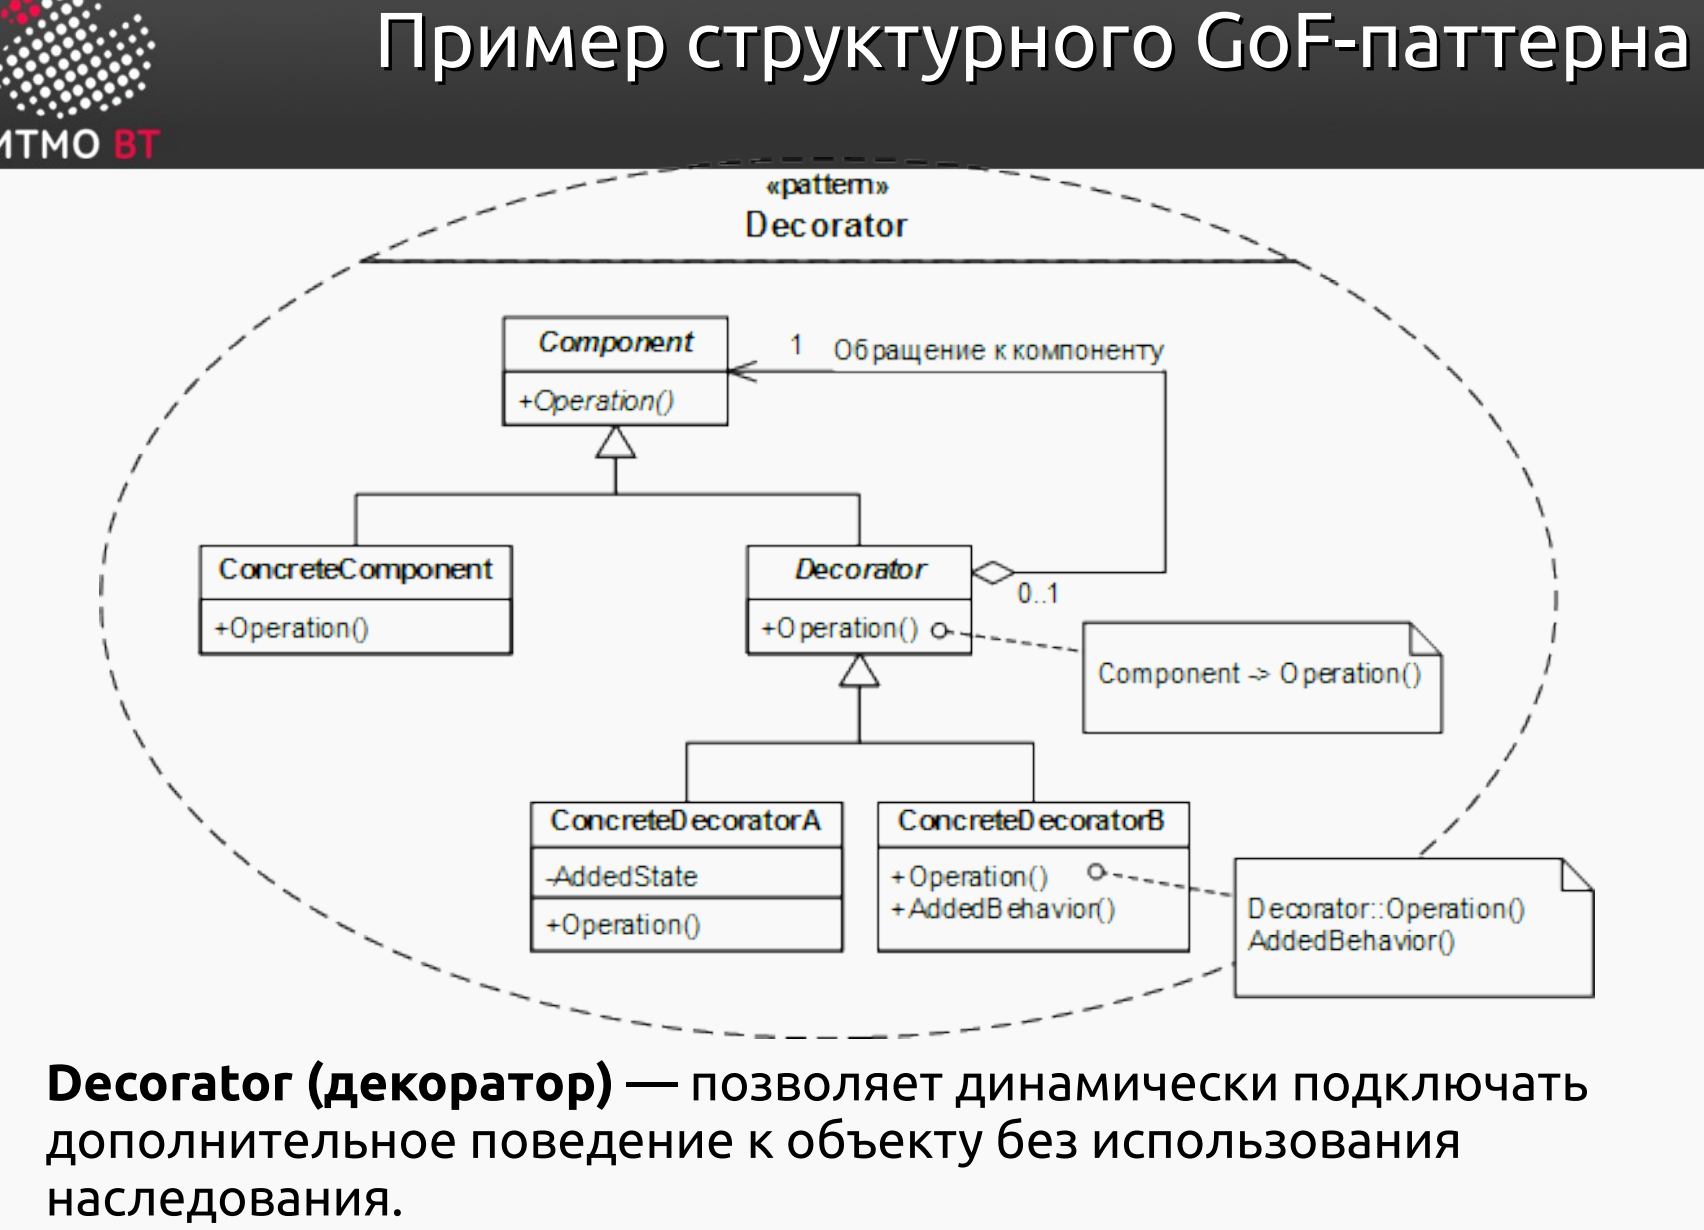 Пример структурного GoF-паттерна
ИТМО ВТ
«pattern»
Decorator
Component
+Operation()
1
Обращение к компоненту
ConcreteComponent
+Operation()
Decorator
+Operation()
0..1
Component -> Operation()
ConcreteDecoratorA
-AddedState
+Operation()
ConcreteDecoratorB
+Operation()
+AddedBehavior()
Decorator::Operation()
AddedBehavior()
Decorator (декоратор) — позволяет динамически подключать
дополнительное поведение к объекту без использования
наследования.